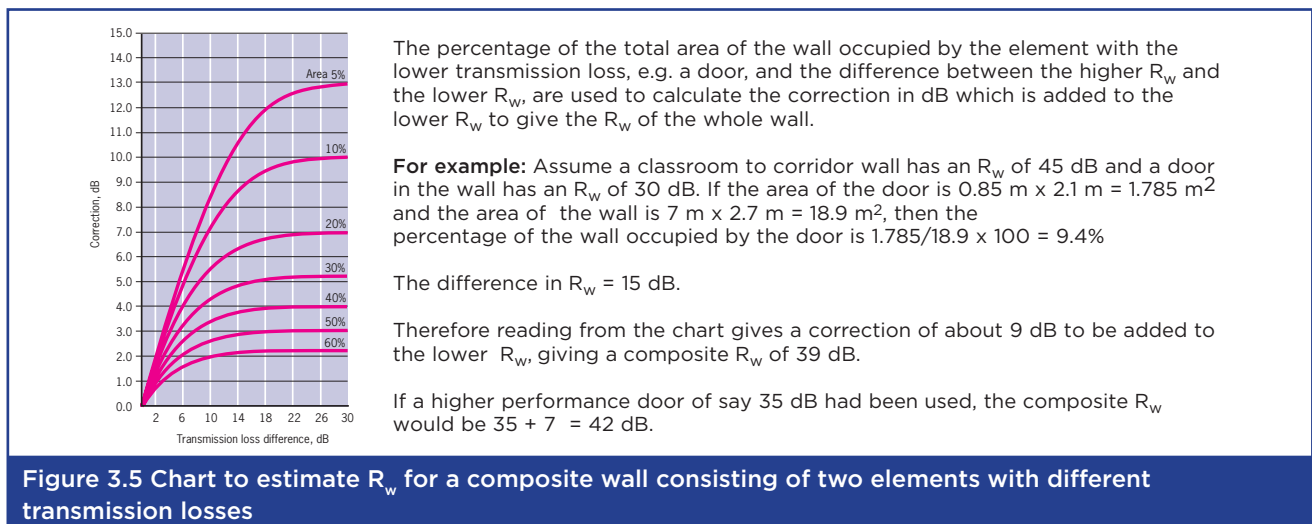 15.0
14.0
13.0
12.0
11.0
10.0
9.0
8.0
7.0
6.0
5.0
4.0
3.0
2.0
1.0
0.0
Correction, dB
Area 5%
10%
20%
30%
40%
50%
60%
2 6 10 14 18 22 26 30
Transmission loss difference, dB
The percentage of the total area of the wall occupied by the element with the
lower transmission loss, e.g. a door, and the difference between the higher Rw and
the lower Rw, are used to calculate the correction in dB which is added to the
lower Rw to give the Rw of the whole wall.
For example: Assume a classroom to corridor wall has an Rw of 45 dB and a door
in the wall has an Rw of 30 dB. If the area of the door is 0.85 m x 2.1 m = 1.785 m2
and the area of the wall is 7 m x 2.7 m = 18.9 m², then the
percentage of the wall occupied by the door is 1.785/18.9 x 100 = 9.4%
The difference in Rw = 15 dB.
Therefore reading from the chart gives a correction of about 9 dB to be added to
the lower Rw, giving a composite Rw of 39 dB.
If a higher performance door of say 35 dB had been used, the composite Rw
would be 35 + 7 = 42 dB.
Figure 3.5 Chart to estimate Rw for a composite wall consisting of two elements with different
transmission losses